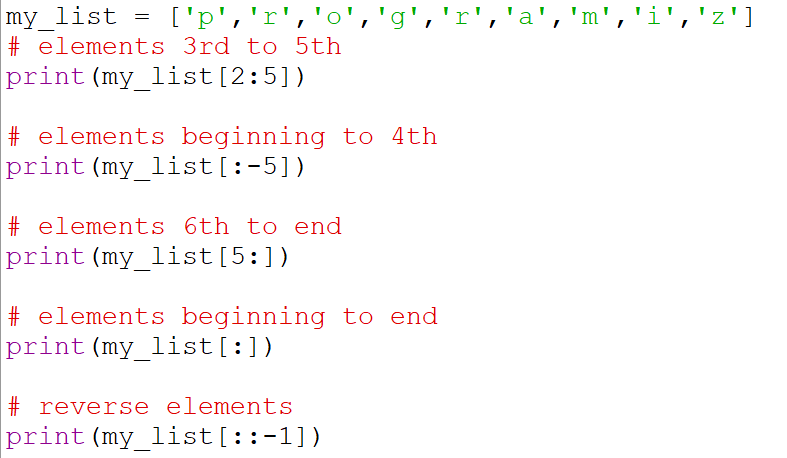 my_list = ['p','r','o','g','r','a','m','i','z']
# elements 3rd to 5th
print(my_list[2:5])
# elements beginning to 4th
print(my_list[:-5])
# elements 6th to end
print(my_list[5:])
# elements beginning to end
print(my_list[:])
# reverse elements
print(my_list[::-1])